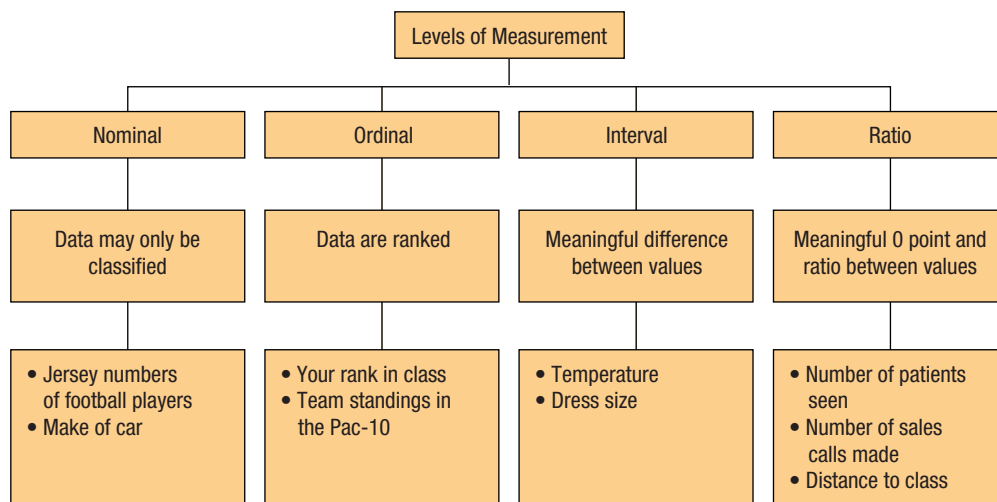 Levels of Measurement
Nominal
Ordinal
Interval
Ratio
Data may only be
classified
Data are ranked
Meaningful difference
between values
Meaningful 0 point and
ratio between values
• Jersey numbers
of football players
• Make of car
• Your rank in class
• Team standings in
the Pac-10
• Temperature
• Dress size
• Number of patients
seen
• Number of sales
calls made
• Distance to class